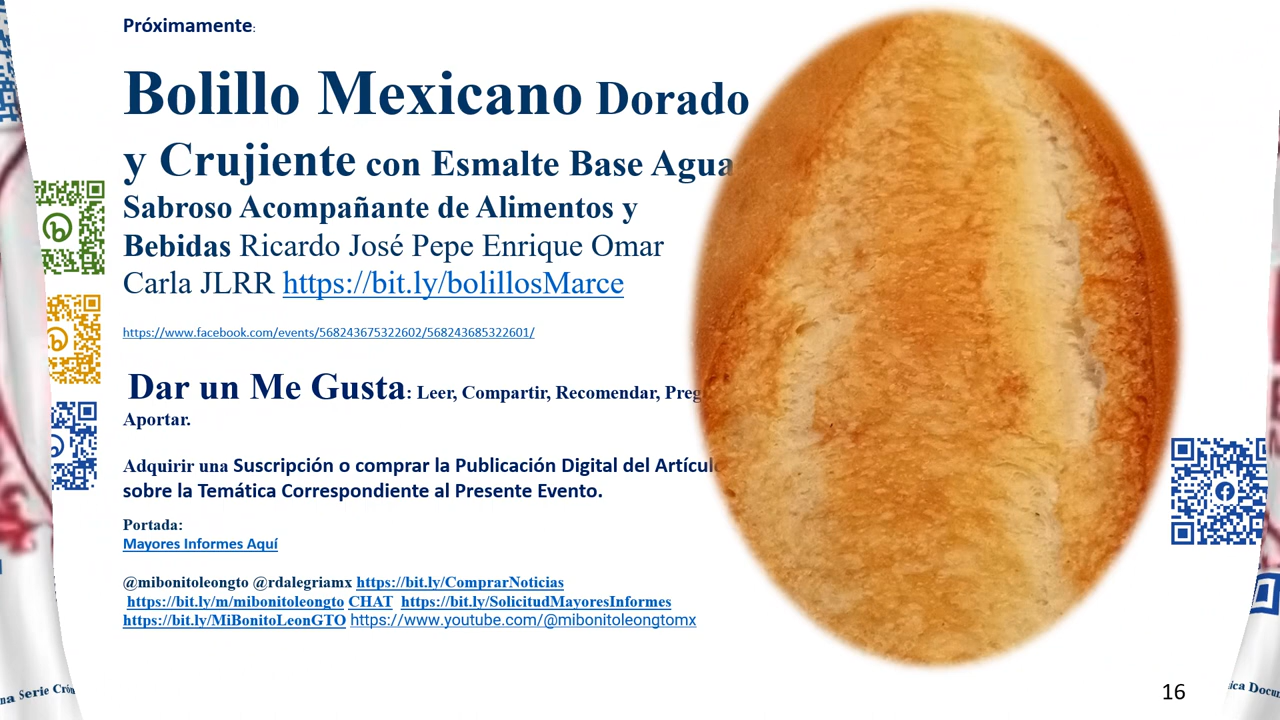 Próximamente:
Bolillo Mexicano Dorado
y Crujiente con Esmalte Base Agua
Sabroso Acompañante de Alimentos y
Bebidas Ricardo José Pepe Enrique Omar
Carla JLRR https://bit.ly/bolillosMarce
https://www.facebook.com/events/568243675322602/568243685322601/
Dar un Me Gusta: Leer, Compartir, Recomendar,
Aportar.
Adquirir una Suscripción o comprar la Publicación Digital del
sobre la Temática Correspondiente al Presente Evento.
Portada:
Mayores Informes Aquí
@mibonitoleongto @rdalegriamx https://bit.ly/ComprarNoticias
https://bit.ly/m/mibonitoleongto CHAT https://bit.ly/SolicitudMayoresInformes
https://bit.ly/MiBonitoLeonGTO https://www.youtube.com/@mibonitoleongtomx
16
Serie